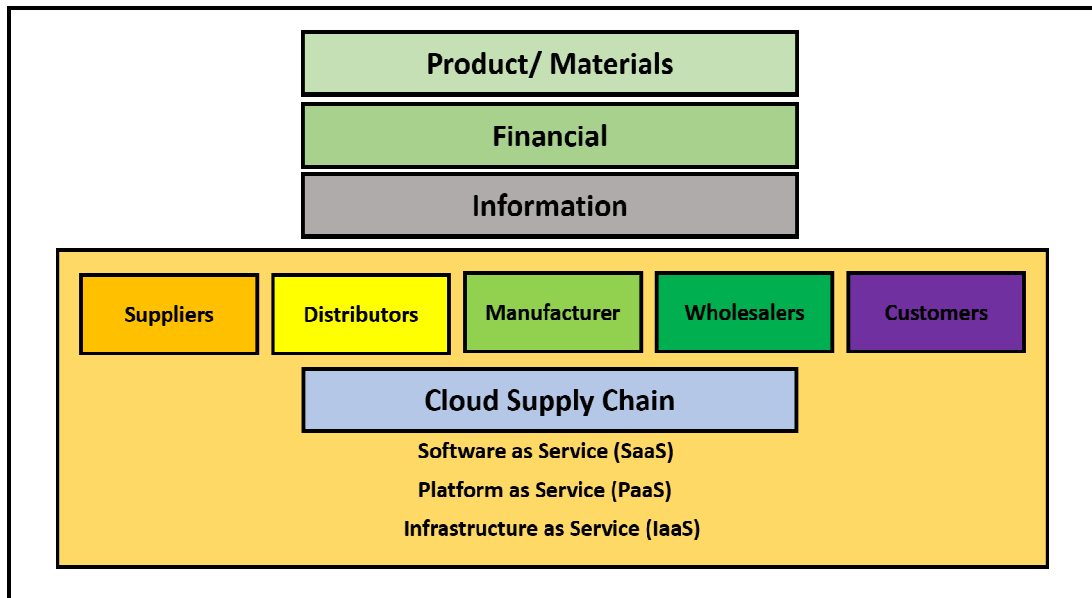 Product/ Materials
Financial
Information
Suppliers
Distributors
Manufacturer
Wholesalers
Customers
Cloud Supply Chain
Software as Service (SaaS)
Platform as Service (PaaS)
Infrastructure as Service (IaaS)